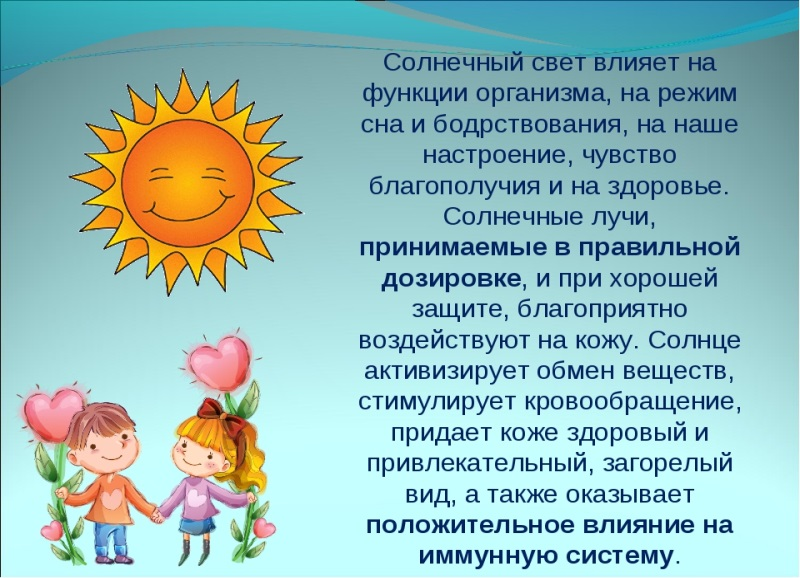 Солнечный свет влияет на
функции организма, на режим
сна и бодрствования, на наше
настроение, чувство
благополучия и на здоровье.
Солнечные лучи,
принимаемые в правильной
дозировке, и при хорошей
защите, благоприятно
воздействуют на кожу. Солнце
активизирует обмен веществ,
стимулирует кровообращение,
придает коже здоровый и
привлекательный, загорелый
вид, а также оказывает
положительное влияние на
иммунную систему.